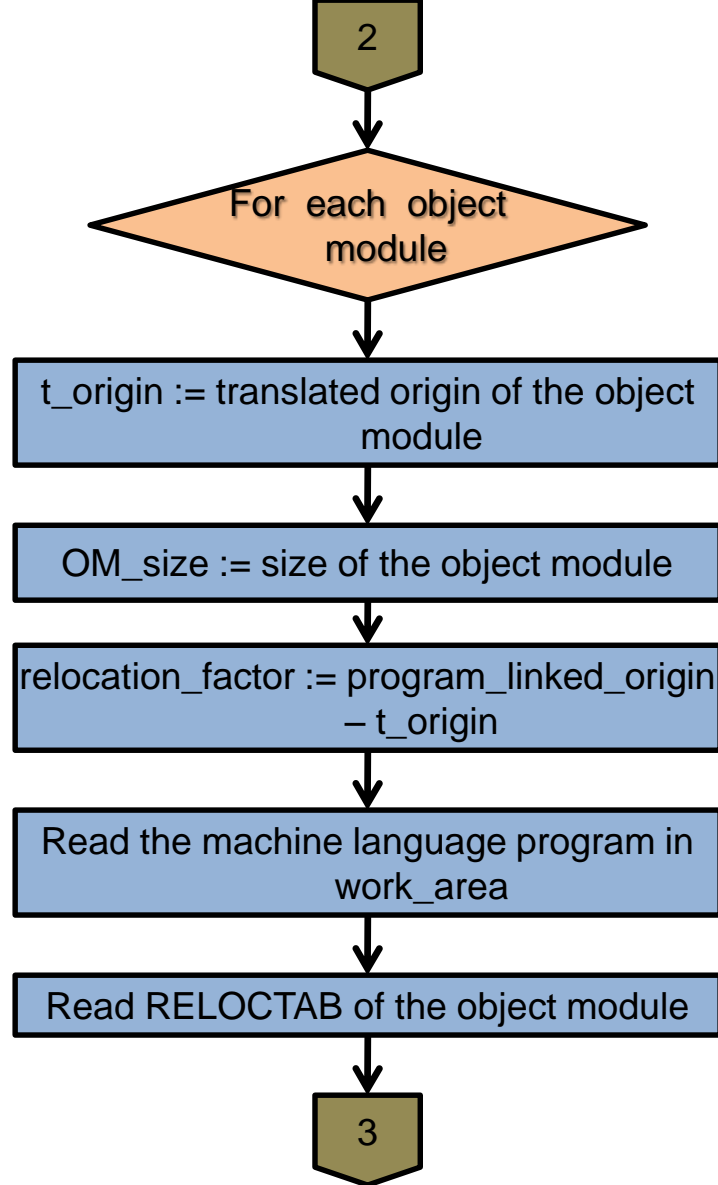 2
For each object
module
t_origin := translated origin of the object
module
OM_size := size of the object module
relocation_factor := program_linked_origin
– t_origin
Read the machine language program in
work_area
Read RELOCTAB of the object module
3